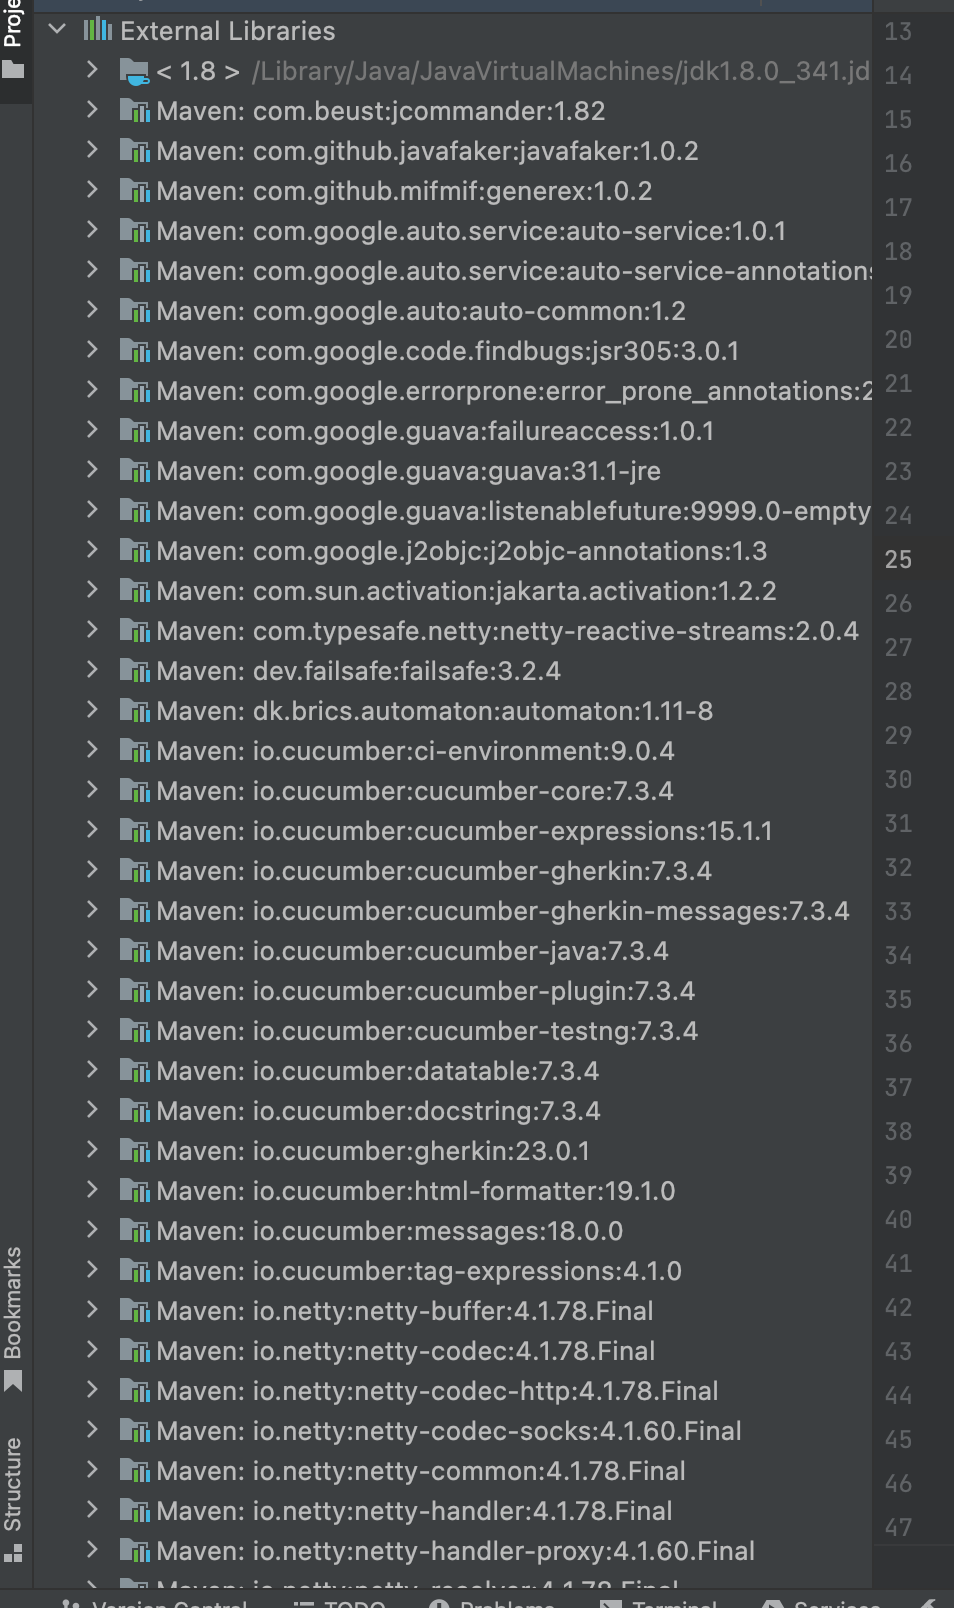 External Libraries
< 1.8 > /Library/Java/JavaVirtualMachines/jdk1.8.0_341.jd
Maven: com.beust:jcommander:1.82
Maven: com.github.javafaker:javafaker:1.0.2
Maven: com.github.mifmif:generex:1.0.2
Maven: com.google.auto.service:auto-service:1.0.1
Maven: com.google.auto.service:auto-service-annotations
Maven: com.google.auto:auto-common:1.2
Maven: com.google.code.findbugs:jsr305:3.0.1
Maven: com.google.errorprone:error_prone_annotations:2
Maven: com.google.guava:failureaccess:1.0.1
Maven: com.google.guava:guava:31.1-jre
Maven: com.google.guava:listenablefuture:9999.0-empty
Maven: com.google.j2objc:j2objc-annotations:1.3
Maven: com.sun.activation:jakarta.activation:1.2.2
Maven: com.typesafe.netty:netty-reactive-streams:2.0.4
Maven: dev.failsafe:failsafe:3.2.4
Maven: dk.brics.automaton:automaton:1.11-8
Maven: io.cucumber:ci-environment:9.0.4
Maven: io.cucumber:cucumber-core:7.3.4
Maven: io.cucumber:cucumber-expressions:15.1.1
Maven: io.cucumber:cucumber-gherkin:7.3.4
Maven: io.cucumber:cucumber-gherkin-messages:7.3.4
Maven: io.cucumber:cucumber-java:7.3.4
Maven: io.cucumber:cucumber-plugin:7.3.4
Maven: io.cucumber:cucumber-testng:7.3.4
Maven: io.cucumber:datatable:7.3.4
Maven: io.cucumber:docstring:7.3.4
Maven: io.cucumber:gherkin:23.0.1
Maven: io.cucumber:html-formatter:19.1.0
Maven: io.cucumber:messages:18.0.0
Maven: io.cucumber:tag-expressions:4.1.0
Maven: io.netty:netty-buffer:4.1.78.Final
Maven: io.netty:netty-codec:4.1.78.Final
Maven: io.netty:netty-codec-http:4.1.78.Final
Maven: io.netty:netty-codec-socks:4.1.60.Final
Maven: io.netty:netty-common:4.1.78.Final
Maven: io.netty:netty-handler:4.1.78.Final
Maven: io.netty:netty-handler-proxy:4.1.60.Final
Maven: io.netty:netty-resolver:4.1.78.Final
13
14
15
16
17
18
19
20
21
22
23
24
25
26
27
28
29
30
31
32
33
34
35
36
37
38
39
40
41
42
43
44
45
46
47
Proje
Bookmarks
Structure
Version Control
TODO
Problems
Terminal
Services